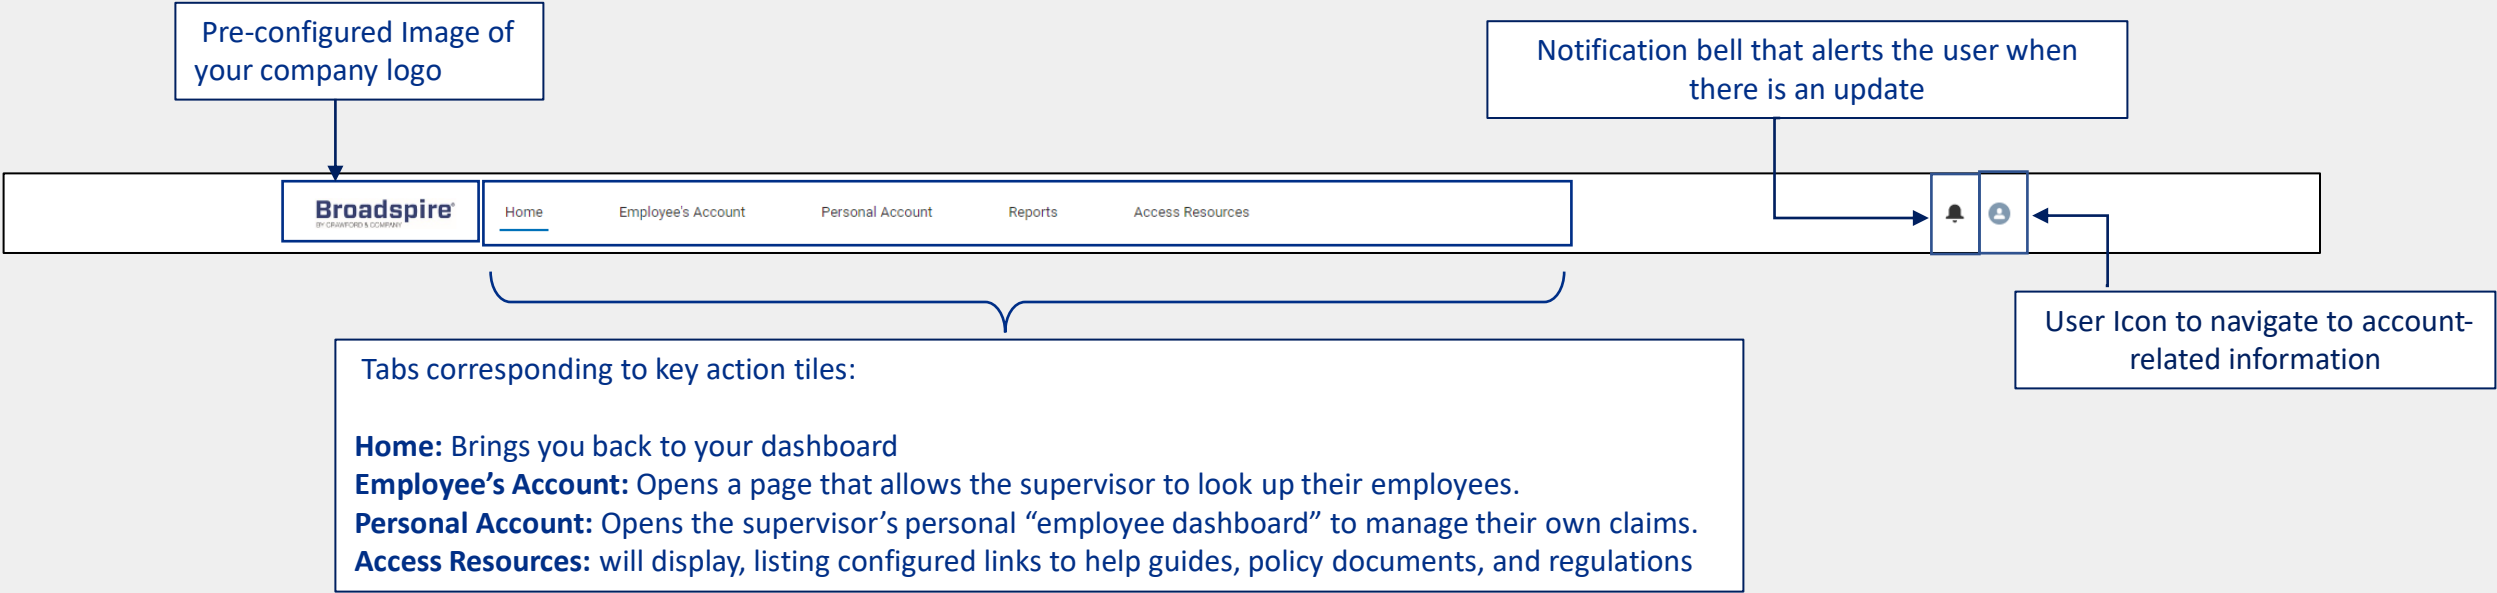 Pre-configured Image of
your company logo
Notification bell that alerts the user when
there is an update
Broadspire®
BY CRAWFORD & COMPANY
Home Employee's Account Personal Account Reports Access Resources
User Icon to navigate to account-
related information
Tabs corresponding to key action tiles:
Home: Brings you back to your dashboard
Employee’s Account: Opens a page that allows the supervisor to look up their employees.
Personal Account: Opens the supervisor’s personal “employee dashboard” to manage their own claims.
Access Resources: will display, listing configured links to help guides, policy documents, and regulations